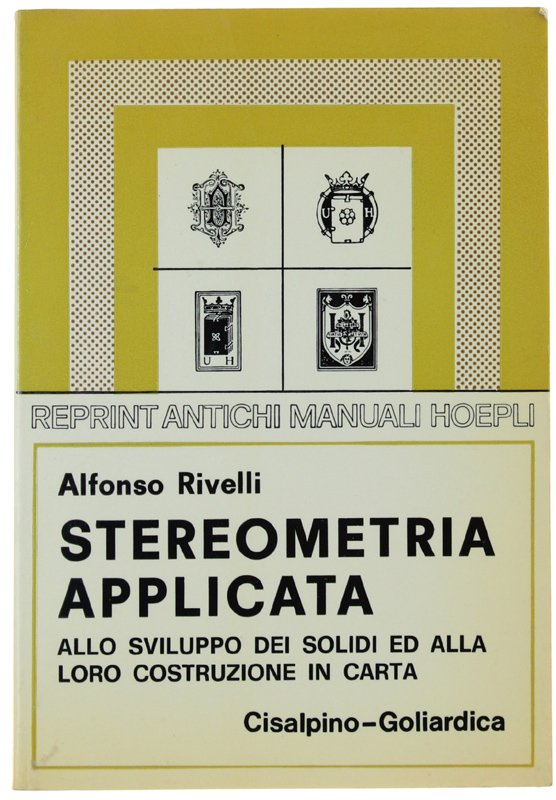 U H
U H
REPRINT ANTICHI MANUALI HOEPLI
Alfonso Rivelli
STEREOMETRIA
APPLICATA
ALLO SVILUPPO DEI SOLIDI ED ALLA
LORO COSTRUZIONE IN CARTA
Cisalpino-Goliardica